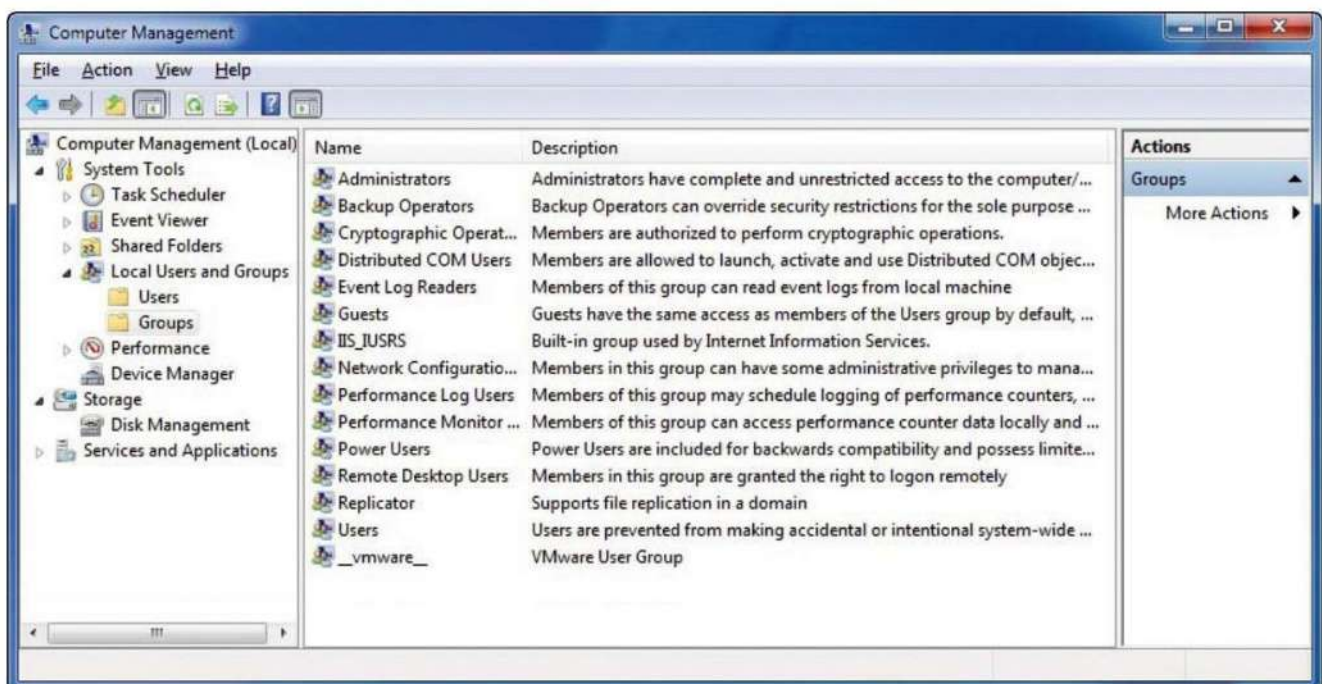 Computer Management
File Action View Help
Computer Management (Local)
System Tools
Task Scheduler
Event Viewer
Shared Folders
Local Users and Groups
Users
Groups
Performance
Device Manager
Storage
Disk Management
Services and Applications
Name Description
Administrators Administrators have complete and unrestricted access to the computer/...
Backup Operators Backup Operators can override security restrictions for the sole purpose ...
Cryptographic Operat... Members are authorized to perform cryptographic operations.
Distributed COM Users Members are allowed to launch, activate and use Distributed COM objec...
Event Log Readers Members of this group can read event logs from local machine
Guests Guests have the same access as members of the Users group by default, ...
IIS_IUSRS Built-in group used by Internet Information Services.
Network Configuratio... Members in this group can have some administrative privileges to mana...
Performance Log Users Members of this group may schedule logging of performance counters, ...
Performance Monitor ... Members of this group can access performance counter data locally and ...
Power Users Power Users are included for backwards compatibility and possess limite...
Remote Desktop Users Members in this group are granted the right to logon remotely
Replicator Supports file replication in a domain
Users Users are prevented from making accidental or intentional system-wide ...
__vmware__ VMware User Group
Actions
Groups
More Actions